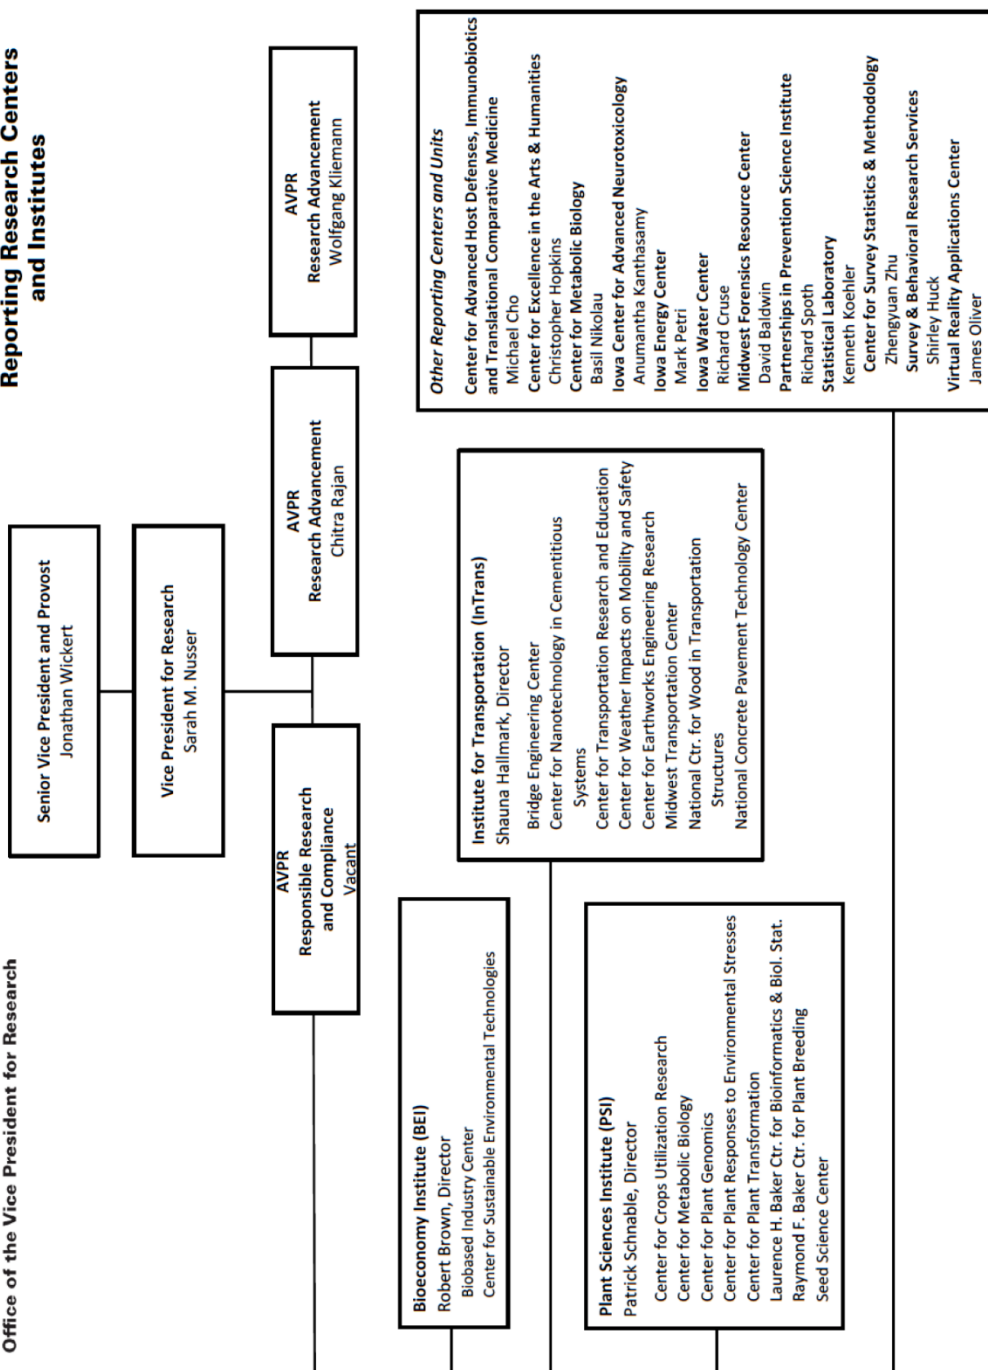 Office of the Vice President for Research
Reporting Research Centers
and Institutes
Senior Vice President and Provost
Jonathan Wickert
Vice President for Research
Sarah M. Nusser
AVPR
Responsible Research
and Compliance
Vacant
AVPR
Research Advancement
Chitra Rajan
AVPR
Research Advancement
Wolfgang Kliemann
Bioeconomy Institute (BEI)
Robert Brown, Director
Biobased Industry Center
Center for Sustainable Environmental Technologies
Institute for Transportation (InTrans)
Shauna Hallmark, Director
Bridge Engineering Center
Center for Nanotechnology in Cementitious
Systems
Center for Transportation Research and Education
Center for Weather Impacts on Mobility and Safety
Center for Earthworks Engineering Research
Midwest Transportation Center
National Ctr. for Wood in Transportation
Structures
National Concrete Pavement Technology Center
Plant Sciences Institute (PSI)
Patrick Schnable, Director
Center for Crops Utilization Research
Center for Metabolic Biology
Center for Plant Genomics
Center for Plant Responses to Environmental Stresses
Center for Plant Transformation
Laurence H. Baker Ctr. for Bioinformatics & Biol. Stat.
Raymond F. Baker Ctr. for Plant Breeding
Seed Science Center
Other Reporting Centers and Units
Center for Advanced Host Defenses, Immunobiotics
and Translational Comparative Medicine
Michael Cho
Center for Excellence in the Arts & Humanities
Christopher Hopkins
Center for Metabolic Biology
Basil Nikolau
Iowa Center for Advanced Neurotoxicology
Anumantha Kanthasamy
Iowa Energy Center
Mark Petri
Iowa Water Center
Richard Cruse
Midwest Forensics Resource Center
David Baldwin
Partnerships in Prevention Science Institute
Richard Spoth
Statistical Laboratory
Kenneth Koehler
Center for Survey Statistics & Methodology
Zhengyuan Zhu
Survey & Behavioral Research Services
Shirley Huck
Virtual Reality Applications Center
James Oliver